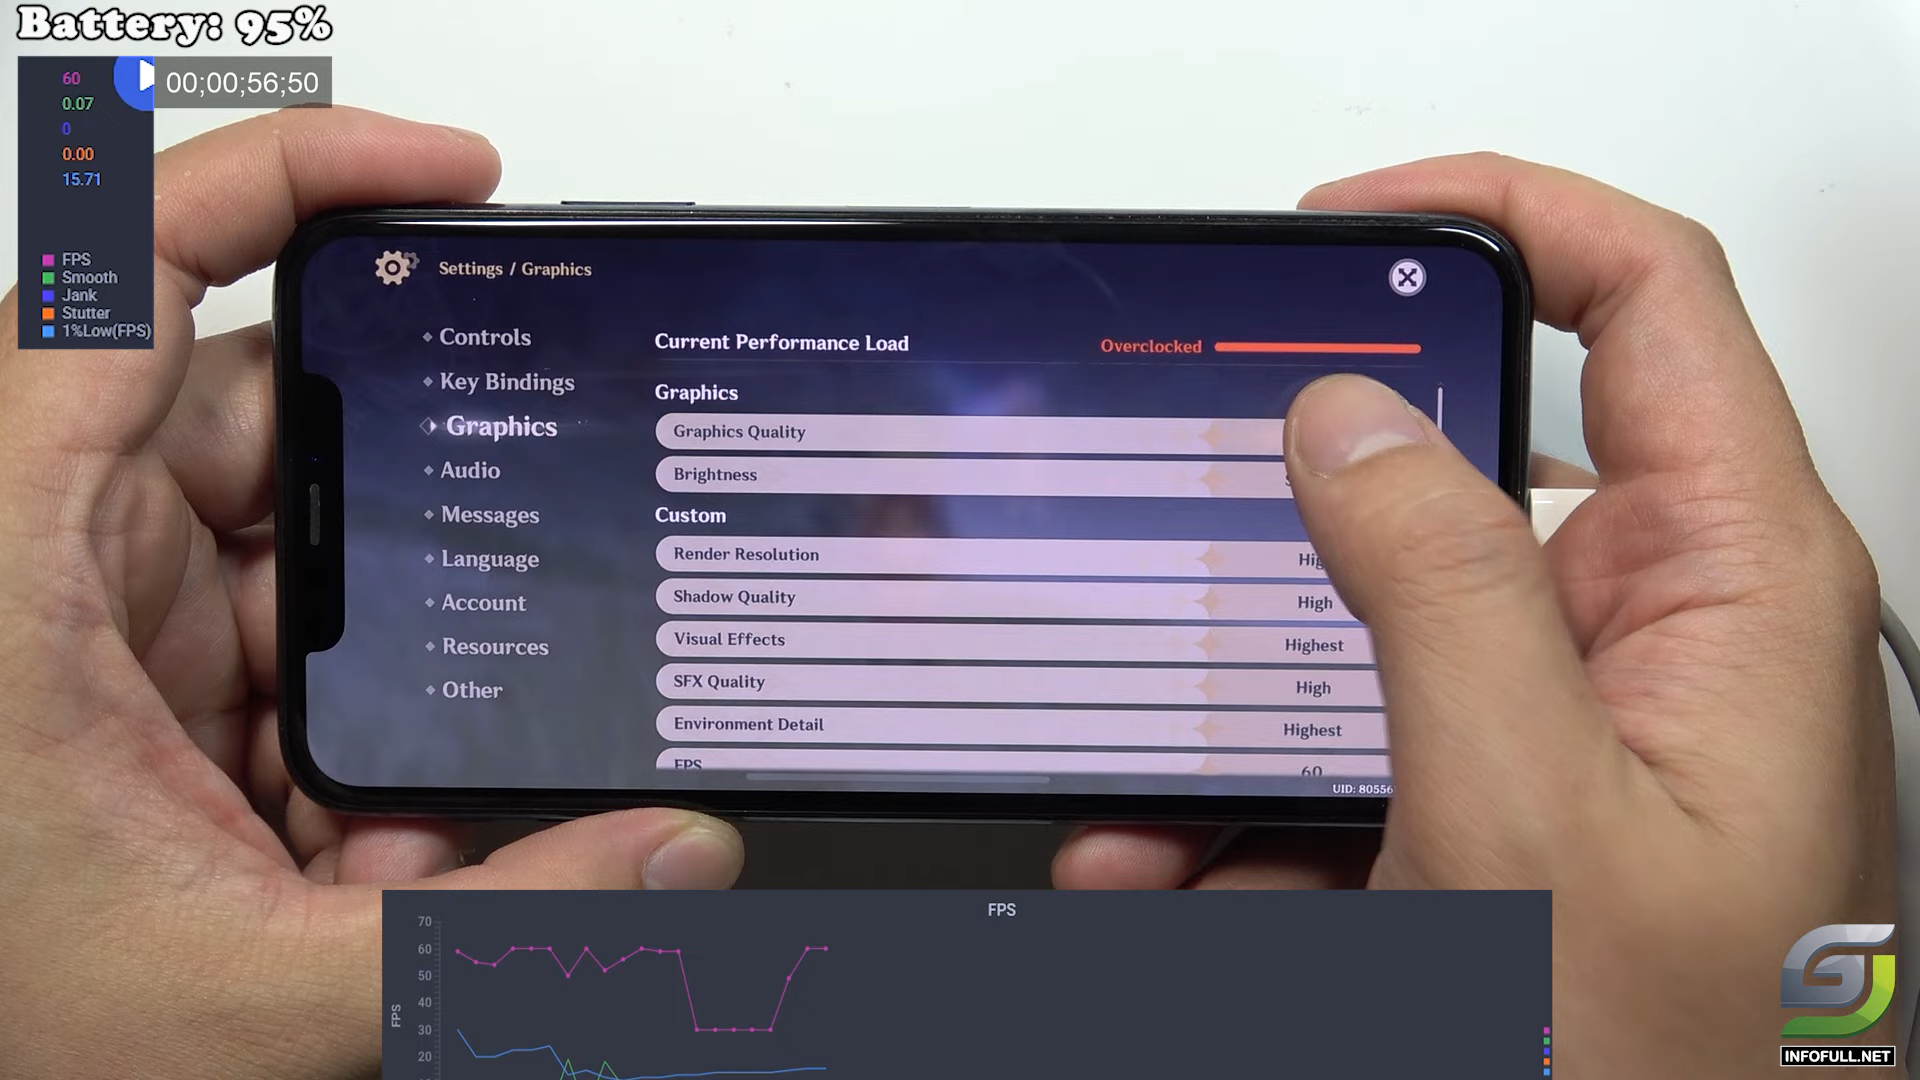 Battery: 95%
00;00;56;50
60
0.07
0
0.00
15.71
FPS
Smooth
Jank
Stutter
1%Low(FPS)
Settings / Graphics
Controls
Key Bindings
Graphics
Audio
Messages
Language
Account
Resources
Other
Current Performance Load
Overclocked
Graphics
Graphics Quality
Brightness
Custom
Render Resolution
Shadow Quality High
Visual Effects Highest
SFX Quality High
Environment Detail Highest
FPS 60
UID: 80556
FPS
70
60
50
40
30
20
FPS
INFOFULL.NET